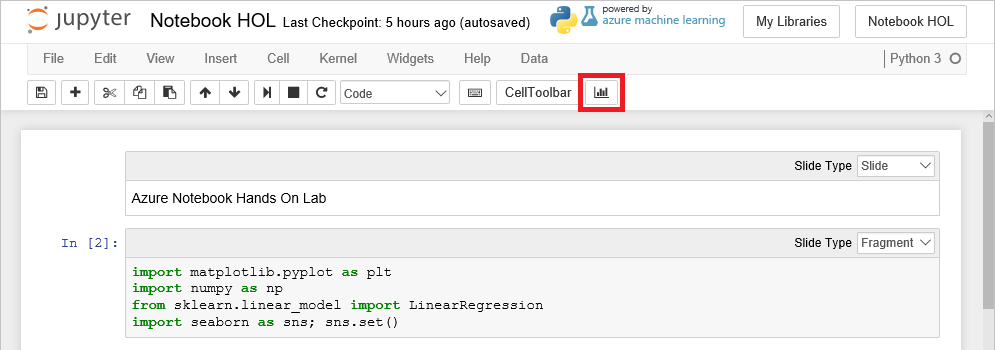 jupyter Notebook HOL Last Checkpoint: 5 hours ago (autosaved) powered by azure machine learning My Libraries Notebook HOL
File Edit View Insert Cell Kernel Widgets Help Data Python 3
Code CellToolbar
Slide Type Slide
Azure Notebook Hands On Lab
In [2]: Slide Type Fragment
import matplotlib.pyplot as plt
import numpy as np
from sklearn.linear_model import LinearRegression
import seaborn as sns; sns.set()